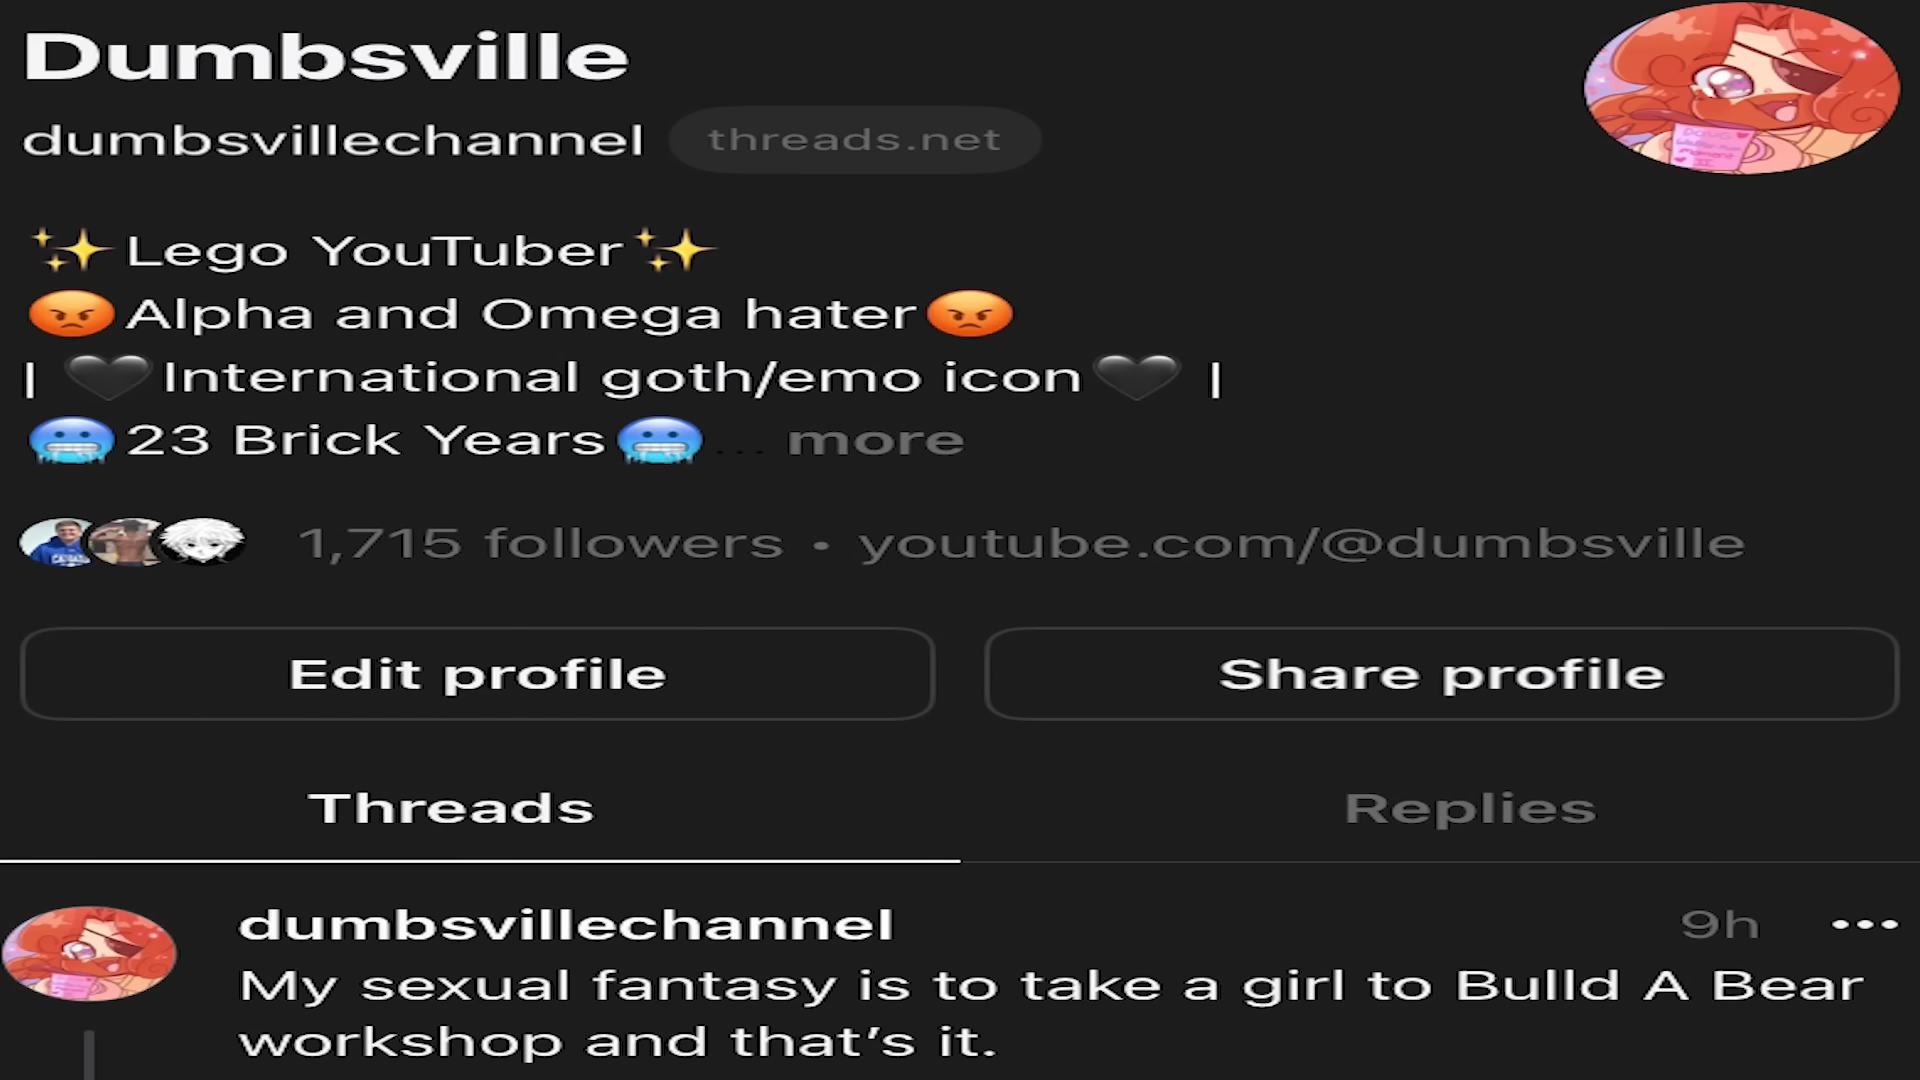 Dumbsville
dumbsvillechannel threads.net
✨Lego YouTuber✨
😡Alpha and Omega hater😡
| 🖤International goth/emo icon🖤 |
🥶23 Brick Years🥶... more
1,715 followers • youtube.com/@dumbsville
Edit profile Share profile
Threads Replies
dumbsvillechannel 9h
My sexual fantasy is to take a girl to Bulld A Bear
workshop and that’s it.